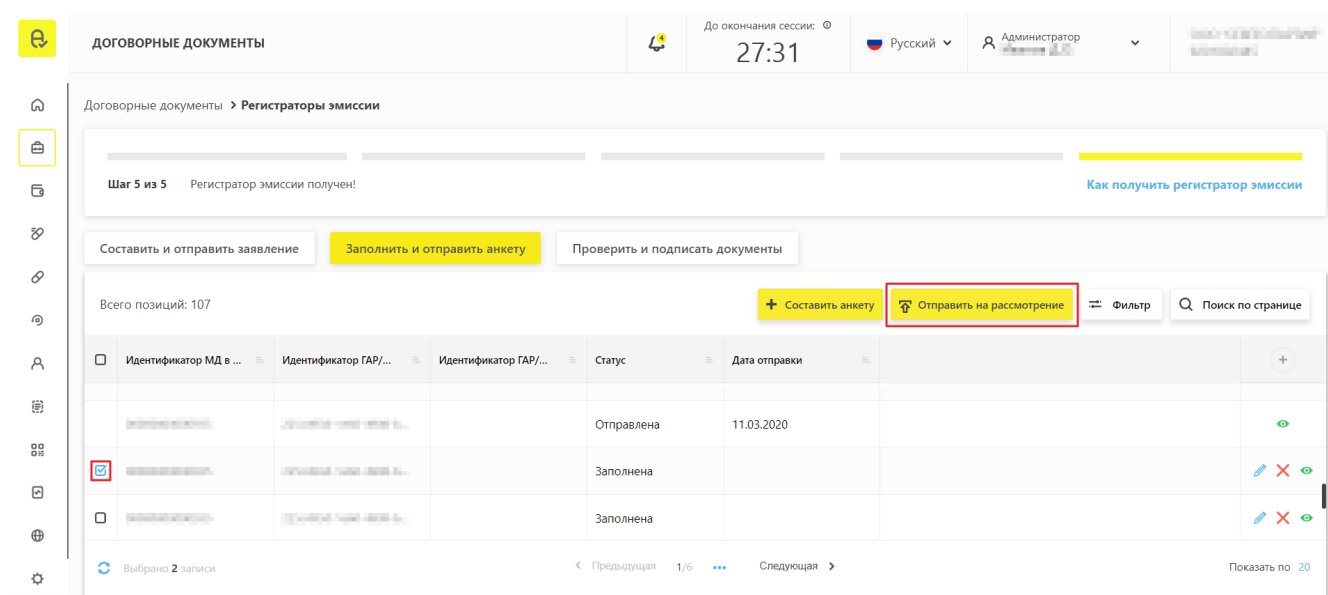 ДОГОВОРНЫЕ ДОКУМЕНТЫ
4
До окончания сессии:
27:31
Русский
Администратор
Договорные документы > Регистраторы эмиссии
Шаг 5 из 5 Регистратор эмиссии получен!
Как получить регистратор эмиссии
Составить и отправить заявление
Заполнить и отправить анкету
Проверить и подписать документы
Всего позиций: 107
+ Составить анкету
Отправить на рассмотрение
Фильтр
Поиск по странице
Идентификатор МД в ... Идентификатор ГАР/... Идентификатор ГАР/... Статус Дата отправки +
Отправлена 11.03.2020
Заполнена
Заполнена
Выбрано 2 записи
< Предыдущая 1/6 ••• Следующая >
Показать по 20